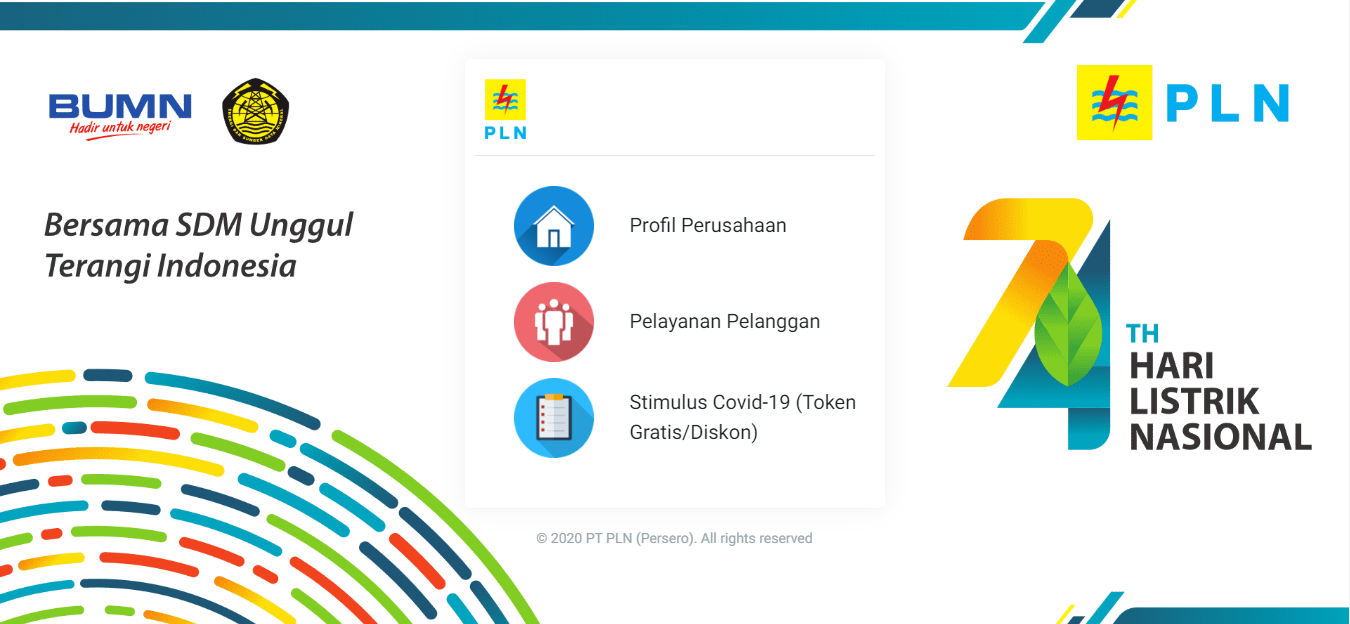 BUMN
Hadir untuk negeri
Bersama SDM Unggul
Terangi Indonesia
PLN
Profil Perusahaan
Pelayanan Pelanggan
Stimulus Covid-19 (Token
Gratis/Diskon)
© 2020 PT PLN (Persero). All rights reserved
PLN
74
TH
HARI
LISTRIK
NASIONAL